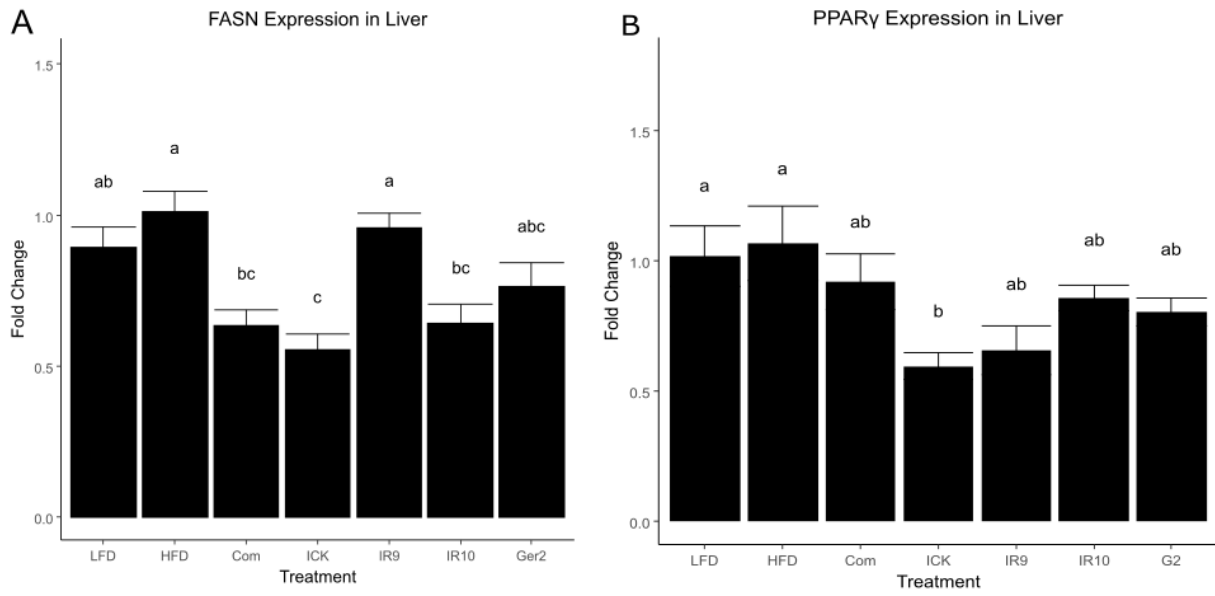 A
FASN Expression in Liver
Fold Change
1.5
1.0
0.5
0.0
ab
a
bc
c
a
bc
abc
LFD HFD Com ICK IR9 IR10 Ger2
Treatment
B
PPARγ Expression in Liver
Fold Change
1.5
1.0
0.5
0.0
a
a
ab
b
ab
ab
ab
LFD HFD Com ICK IR9 IR10 G2
Treatment